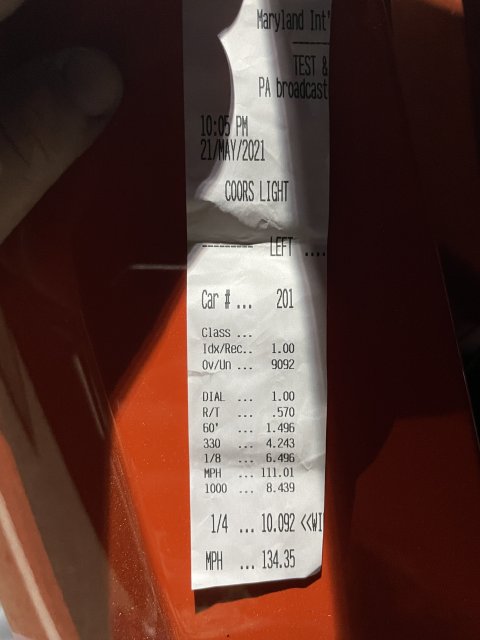 Maryland Int'
TEST &
PA broadcast
10:05 PM
21/MAY/2021
COORS LIGHT
-------- LEFT ....
Car # ... 201
Class ...
Idx/Rec.. 1.00
Ov/Un ... 9092
DIAL ... 1.00
R/T ... .570
60' ... 1.496
330 ... 4.243
1/8 ... 6.496
MPH ... 111.01
1000 ... 8.439
1/4 ... 10.092 <<WI
MPH ... 134.35